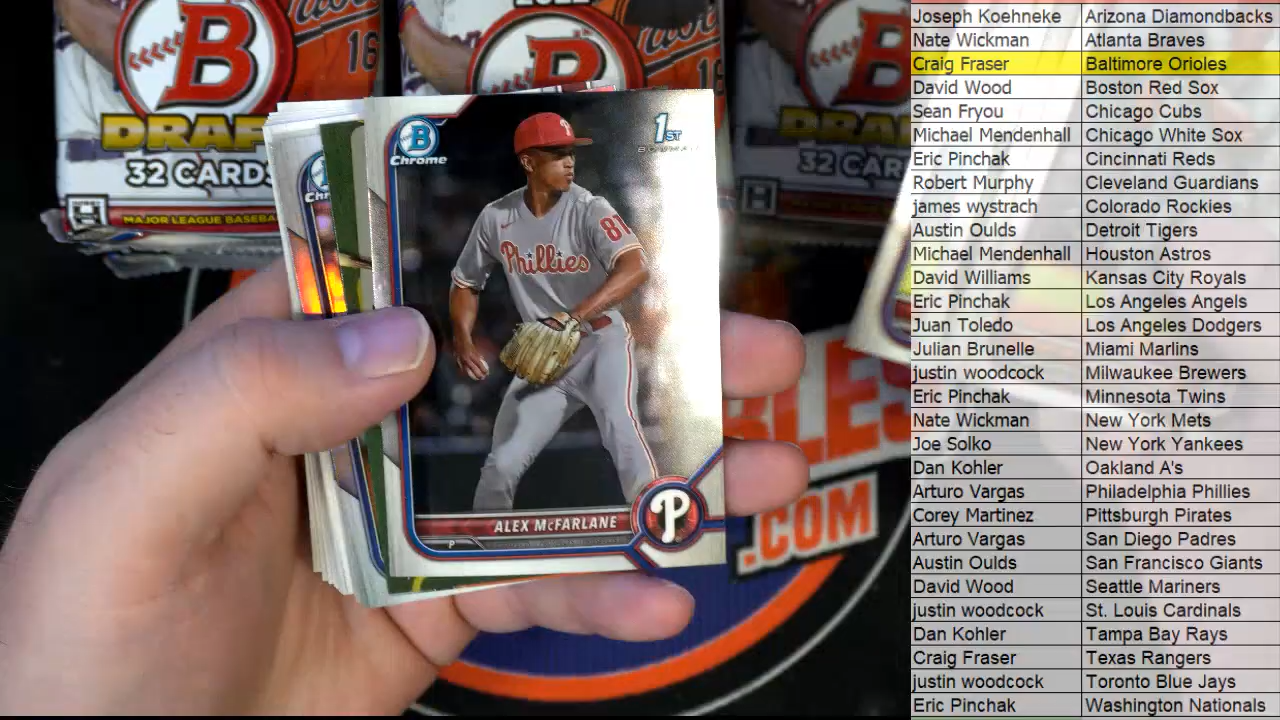 B
DRAF
32 CARDS
MAJOR LEAGUE BASEBA
16
B
DRAF
32 CAR
B
Chrome
1ST
BOWMAN
81
Phillies
ALEX McFARLANE
P
P
BLES
.COM
Joseph Koehneke Arizona Diamondbacks
Nate Wickman Atlanta Braves
Craig Fraser Baltimore Orioles
David Wood Boston Red Sox
Sean Fryou Chicago Cubs
Michael Mendenhall Chicago White Sox
Eric Pinchak Cincinnati Reds
Robert Murphy Cleveland Guardians
james wystrach Colorado Rockies
Austin Oulds Detroit Tigers
Michael Mendenhall Houston Astros
David Williams Kansas City Royals
Eric Pinchak Los Angeles Angels
Juan Toledo Los Angeles Dodgers
Julian Brunelle Miami Marlins
justin woodcock Milwaukee Brewers
Eric Pinchak Minnesota Twins
Nate Wickman New York Mets
Joe Solko New York Yankees
Dan Kohler Oakland A's
Arturo Vargas Philadelphia Phillies
Corey Martinez Pittsburgh Pirates
Arturo Vargas San Diego Padres
Austin Oulds San Francisco Giants
David Wood Seattle Mariners
justin woodcock St. Louis Cardinals
Dan Kohler Tampa Bay Rays
Craig Fraser Texas Rangers
justin woodcock Toronto Blue Jays
Eric Pinchak Washington Nationals